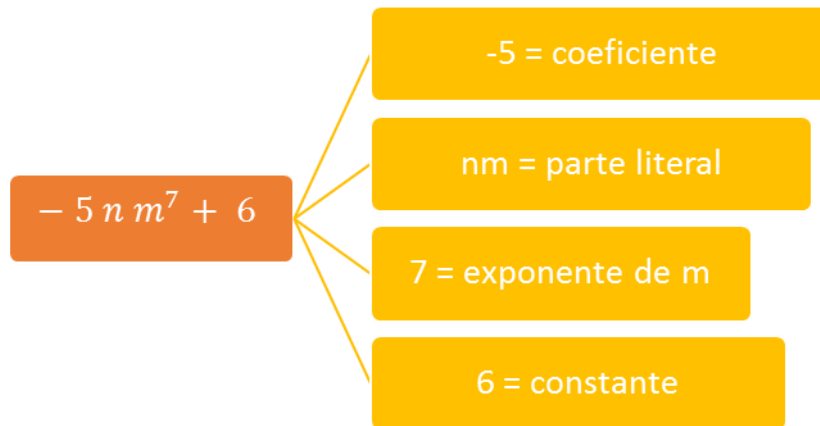 − 5 n m⁷ + 6
-5 = coeficiente
nm = parte literal
7 = exponente de m
6 = constante